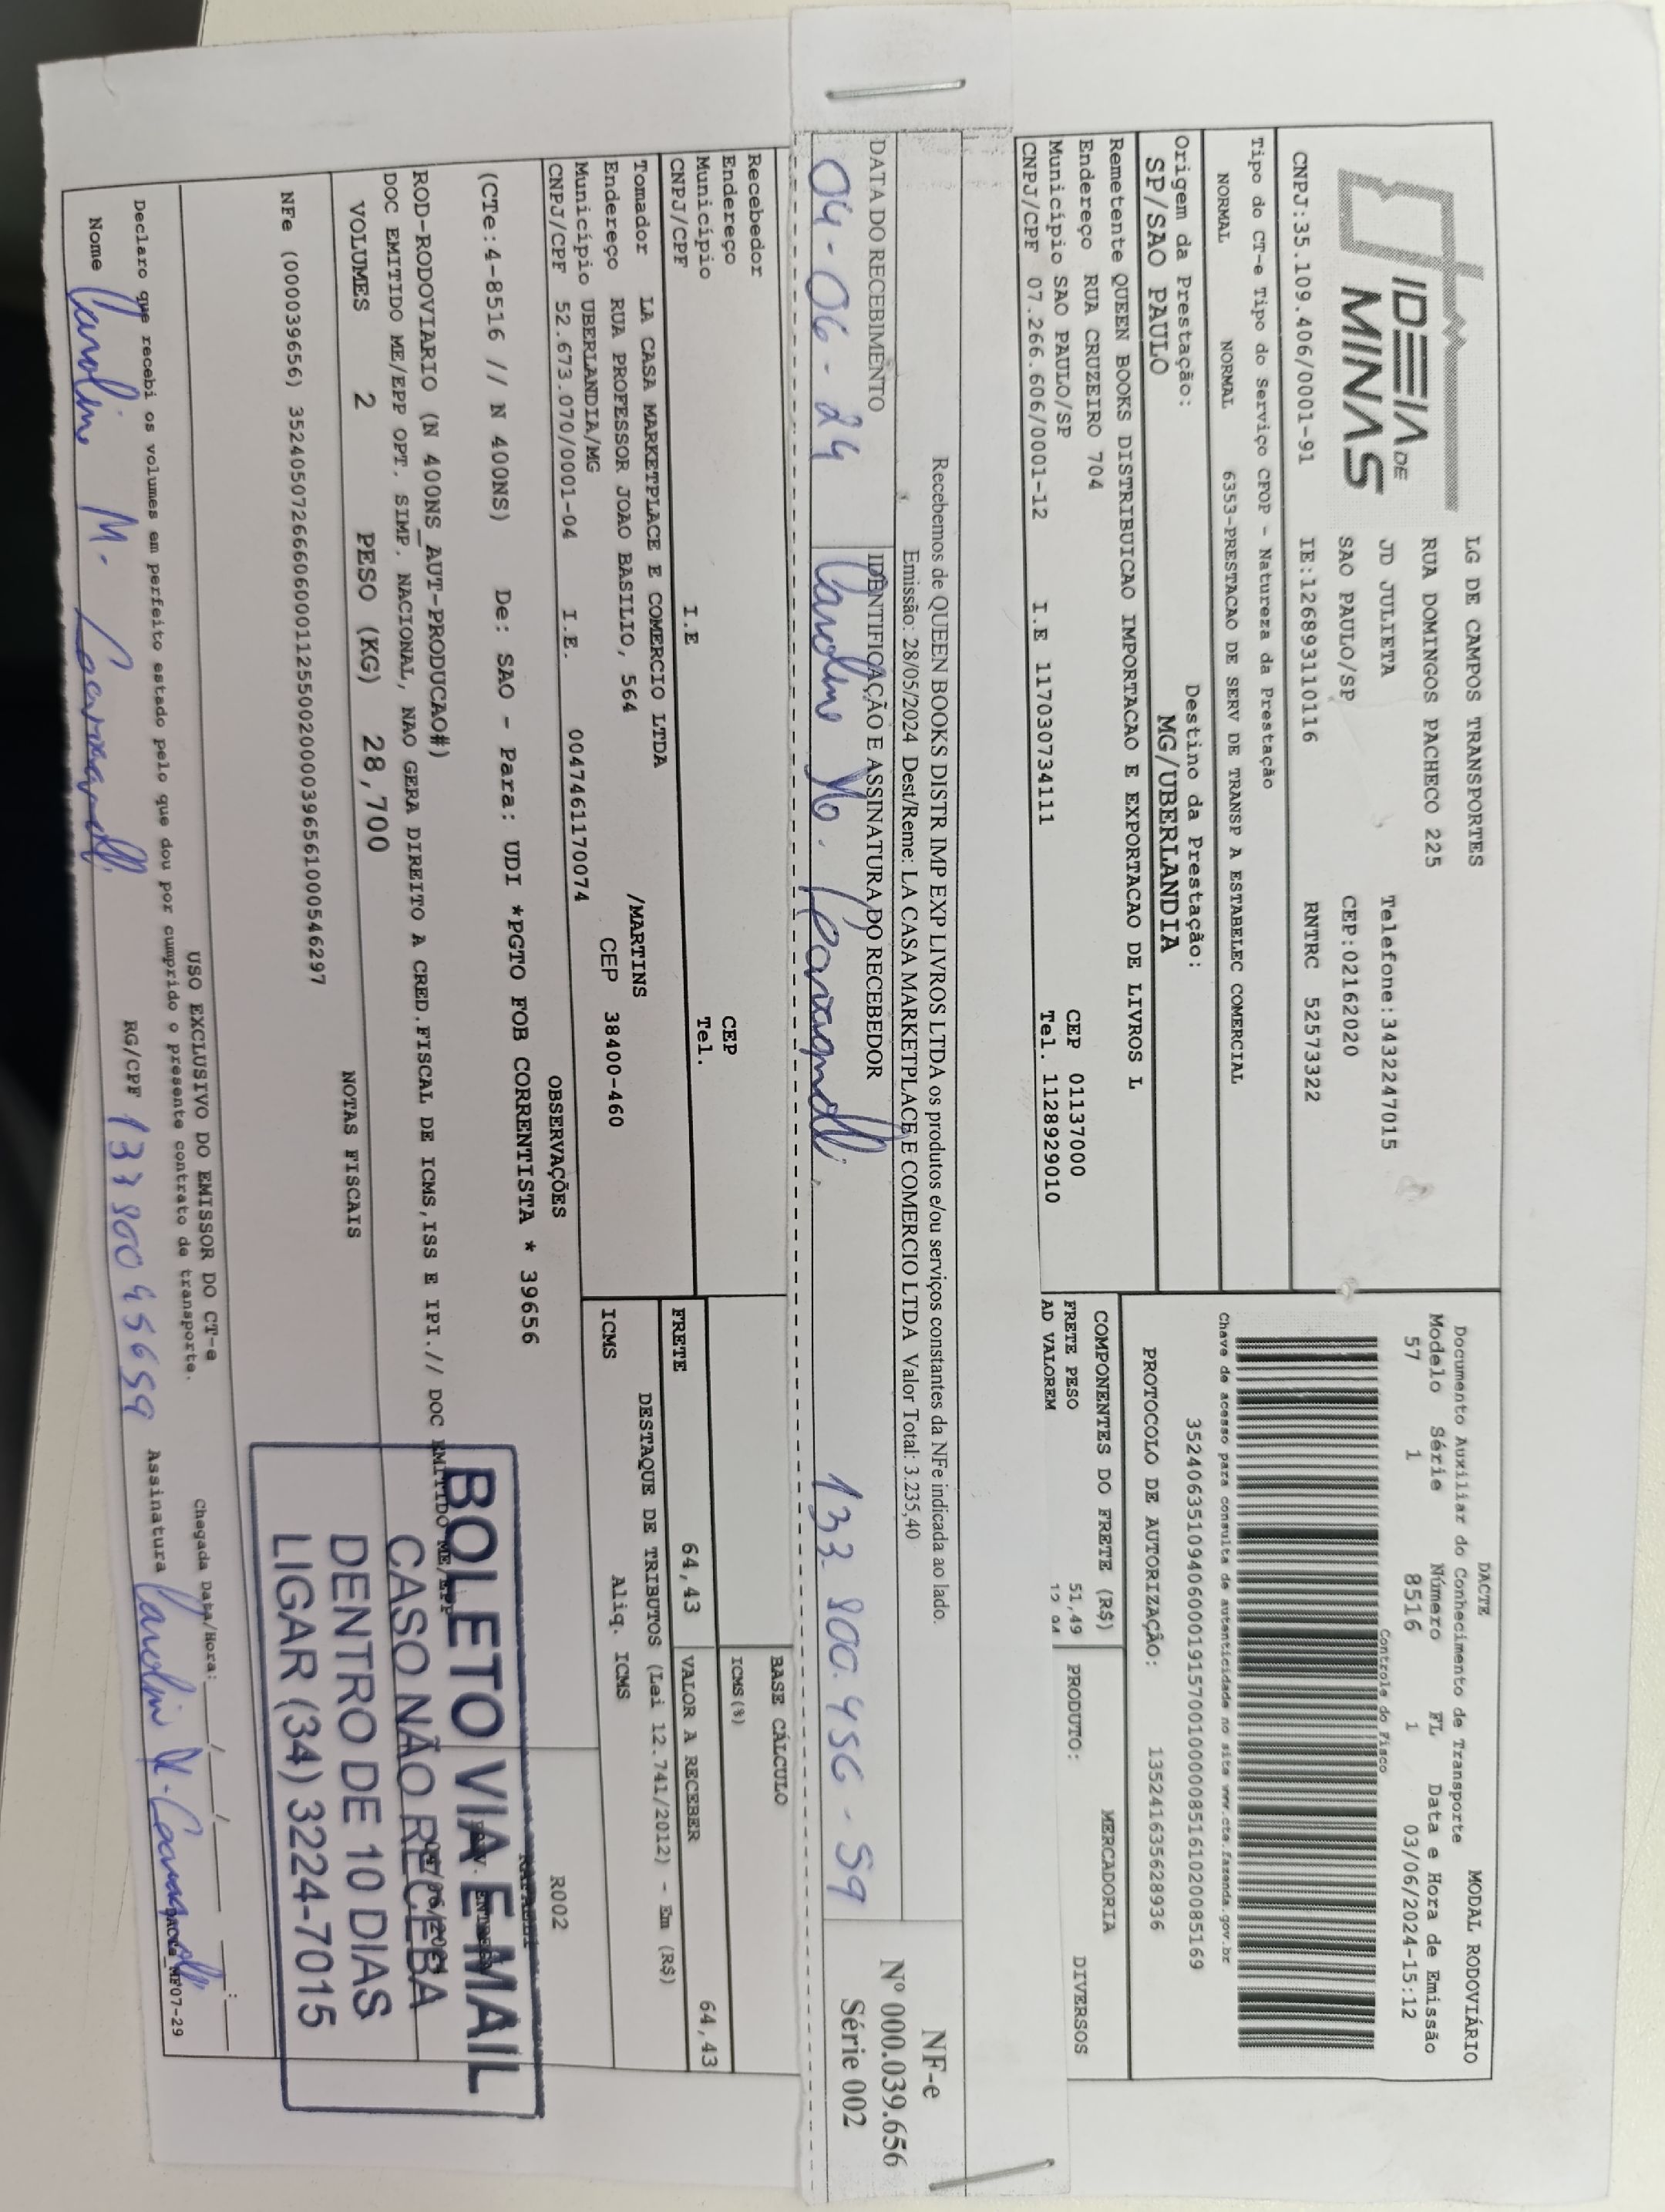 IDEIA DE
MINAS
LG DE CAMPOS TRANSPORTES
RUA DOMINGOS PACHECO 225
JD JULIETA Telefone:3432247015
SAO PAULO/SP CEP:02162020
CNPJ:35.109.406/0001-91 IE:126893110116 RNTRC 52573322
DACTE MODAL RODOVIÁRIO
Documento Auxiliar do Conhecimento de Transporte
Modelo Série Número FL Data e Hora de Emissão
57 1 8516 1 03/06/2024-15:12
Controle do Fisco
Chave de acesso para consulta de autenticidade no site www.cte.fazenda.gov.br
35240635109406000191570010000085161020085169
PROTOCOLO DE AUTORIZAÇÃO: 135241635628936
Tipo do CT-e Tipo do Serviço CFOP - Natureza da Prestação
NORMAL NORMAL 6353-PRESTACAO DE SERV DE TRANSP A ESTABELEC COMERCIAL
Origem da Prestação: Destino da Prestação:
SP/SAO PAULO MG/UBERLANDIA
Remetente QUEEN BOOKS DISTRIBUICAO IMPORTACAO E EXPORTACAO DE LIVROS L
Endereço RUA CRUZEIRO 704 CEP 01137000
Município SAO PAULO/SP Tel. 1128929010
CNPJ/CPF 07.266.606/0001-12 I.E 117030734111
COMPONENTES DO FRETE (R$) MERCADORIA
FRETE PESO 51,49 PRODUTO: DIVERSOS
AD VALOREM
Recebemos de QUEEN BOOKS DISTR IMP EXP LIVROS LTDA os produtos e/ou serviços constantes da NFe indicada ao lado.
Emissão: 28/05/2024 Dest/Reme: LA CASA MARKETPLACE E COMERCIO LTDA Valor Total: 3.235,40
DATA DO RECEBIMENTO IDENTIFICAÇÃO E ASSINATURA DO RECEBEDOR
04-06-24 Caroline M. 133.800.456-59
NF-e
Nº 000.039.656
Série 002
Recebedor
Endereço CEP
Município Tel.
CNPJ/CPF I.E
BASE CÁLCULO
ICMS(%)
FRETE 64,43 VALOR A RECEBER 64,43
Tomador LA CASA MARKETPLACE E COMERCIO LTDA
Endereço RUA PROFESSOR JOAO BASILIO, 564 /MARTINS
Município UBERLANDIA/MG CEP 38400-460
CNPJ/CPF 52.673.070/0001-04 I.E. 0047461170074
DESTAQUE DE TRIBUTOS (Lei 12.741/2012) - Em (R$)
ICMS Aliq. ICMS
OBSERVAÇÕES
R002
(CTe:4-8516 // N 400NS) De: SAO - Para: UDI *PGTO FOB CORRENTISTA * 39656
ROD-RODOVIARIO (N 400NS_AUT-PRODUCAO#)
DOC EMITIDO ME/EPP OPT. SIMP. NACIONAL, NAO GERA DIREITO A CRED.FISCAL DE ICMS,ISS E IPI.// DOC EMITIDO ME/EPP
VOLUMES 2 PESO (KG) 28,700
NOTAS FISCAIS
NFe (000039656) 35240507266606000112550020000396561000546297
BOLETO VIA E-MAIL
CASO NÃO RECEBA
DENTRO DE 10 DIAS
LIGAR (34) 3224-7015
USO EXCLUSIVO DO EMISSOR DO CT-e
Declaro que recebi os volumes em perfeito estado pelo que dou por cumprido o presente contrato de transporte.
Chegada Data/Hora: __/__/__ __:__
Nome Caroline M. RG/CPF 13380045659 Assinatura Caroline M.